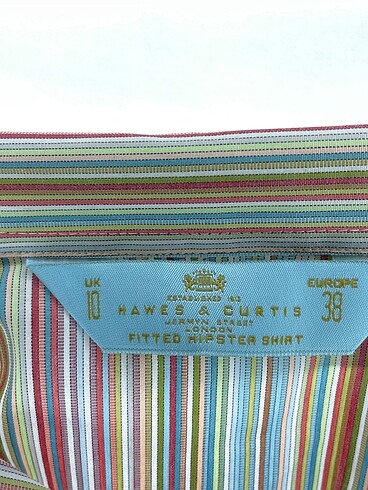 UK
10
ESTABLISHED 1913
HAWES & CURTIS
JERMYN STREET
LONDON
FITTED HIPSTER SHIRT
EUROPE
38